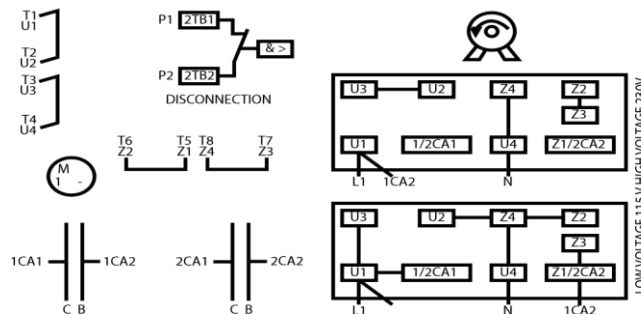 T1
U1
T2
U2
T3
U3
T4
U4
P1 2TB1
& >
P2 2TB2
DISCONNECTION
T6 T5 T8 T7
Z2 Z1 Z4 Z3
M
1 -
1CA1 1CA2 2CA1 2CA2
C B C B
U3 U2 Z4 Z2
Z3
U1 1/2CA1 U4 Z1/2CA2
L1 1CA2 N
U3 U2 Z4 Z2
Z3
U1 1/2CA1 U4 Z1/2CA2
L1 N 1CA2
LOW VOLTAGE 115 V HIGH VOLTAGE 230V